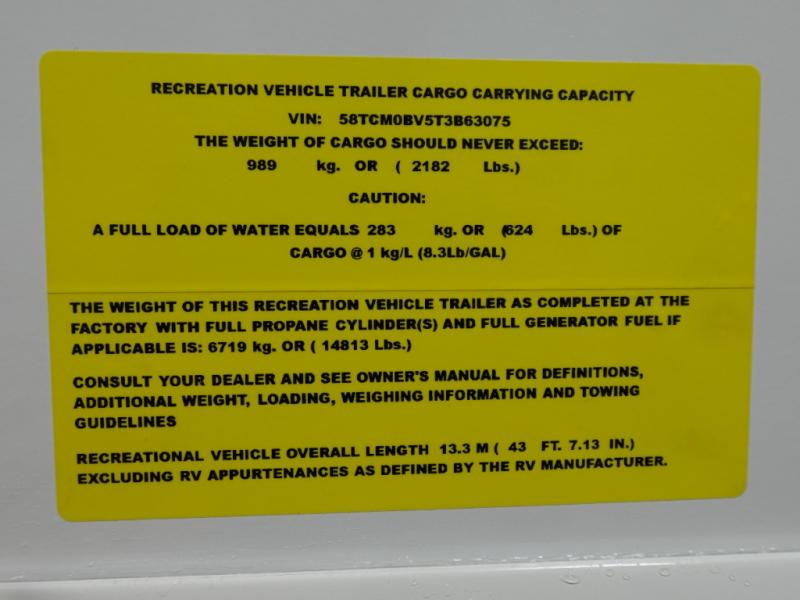 RECREATION VEHICLE TRAILER CARGO CARRYING CAPACITY
VIN: 58TCM0BV5T3B63075
THE WEIGHT OF CARGO SHOULD NEVER EXCEED:
989 kg. OR ( 2182 Lbs.)
CAUTION:
A FULL LOAD OF WATER EQUALS 283 kg. OR (624 Lbs.) OF
CARGO @ 1 kg/L (8.3Lb/GAL)
THE WEIGHT OF THIS RECREATION VEHICLE TRAILER AS COMPLETED AT THE
FACTORY WITH FULL PROPANE CYLINDER(S) AND FULL GENERATOR FUEL IF
APPLICABLE IS: 6719 kg. OR ( 14813 Lbs.)
CONSULT YOUR DEALER AND SEE OWNER'S MANUAL FOR DEFINITIONS,
ADDITIONAL WEIGHT, LOADING, WEIGHING INFORMATION AND TOWING
GUIDELINES
RECREATIONAL VEHICLE OVERALL LENGTH 13.3 M ( 43 FT. 7.13 IN.)
EXCLUDING RV APPURTENANCES AS DEFINED BY THE RV MANUFACTURER.